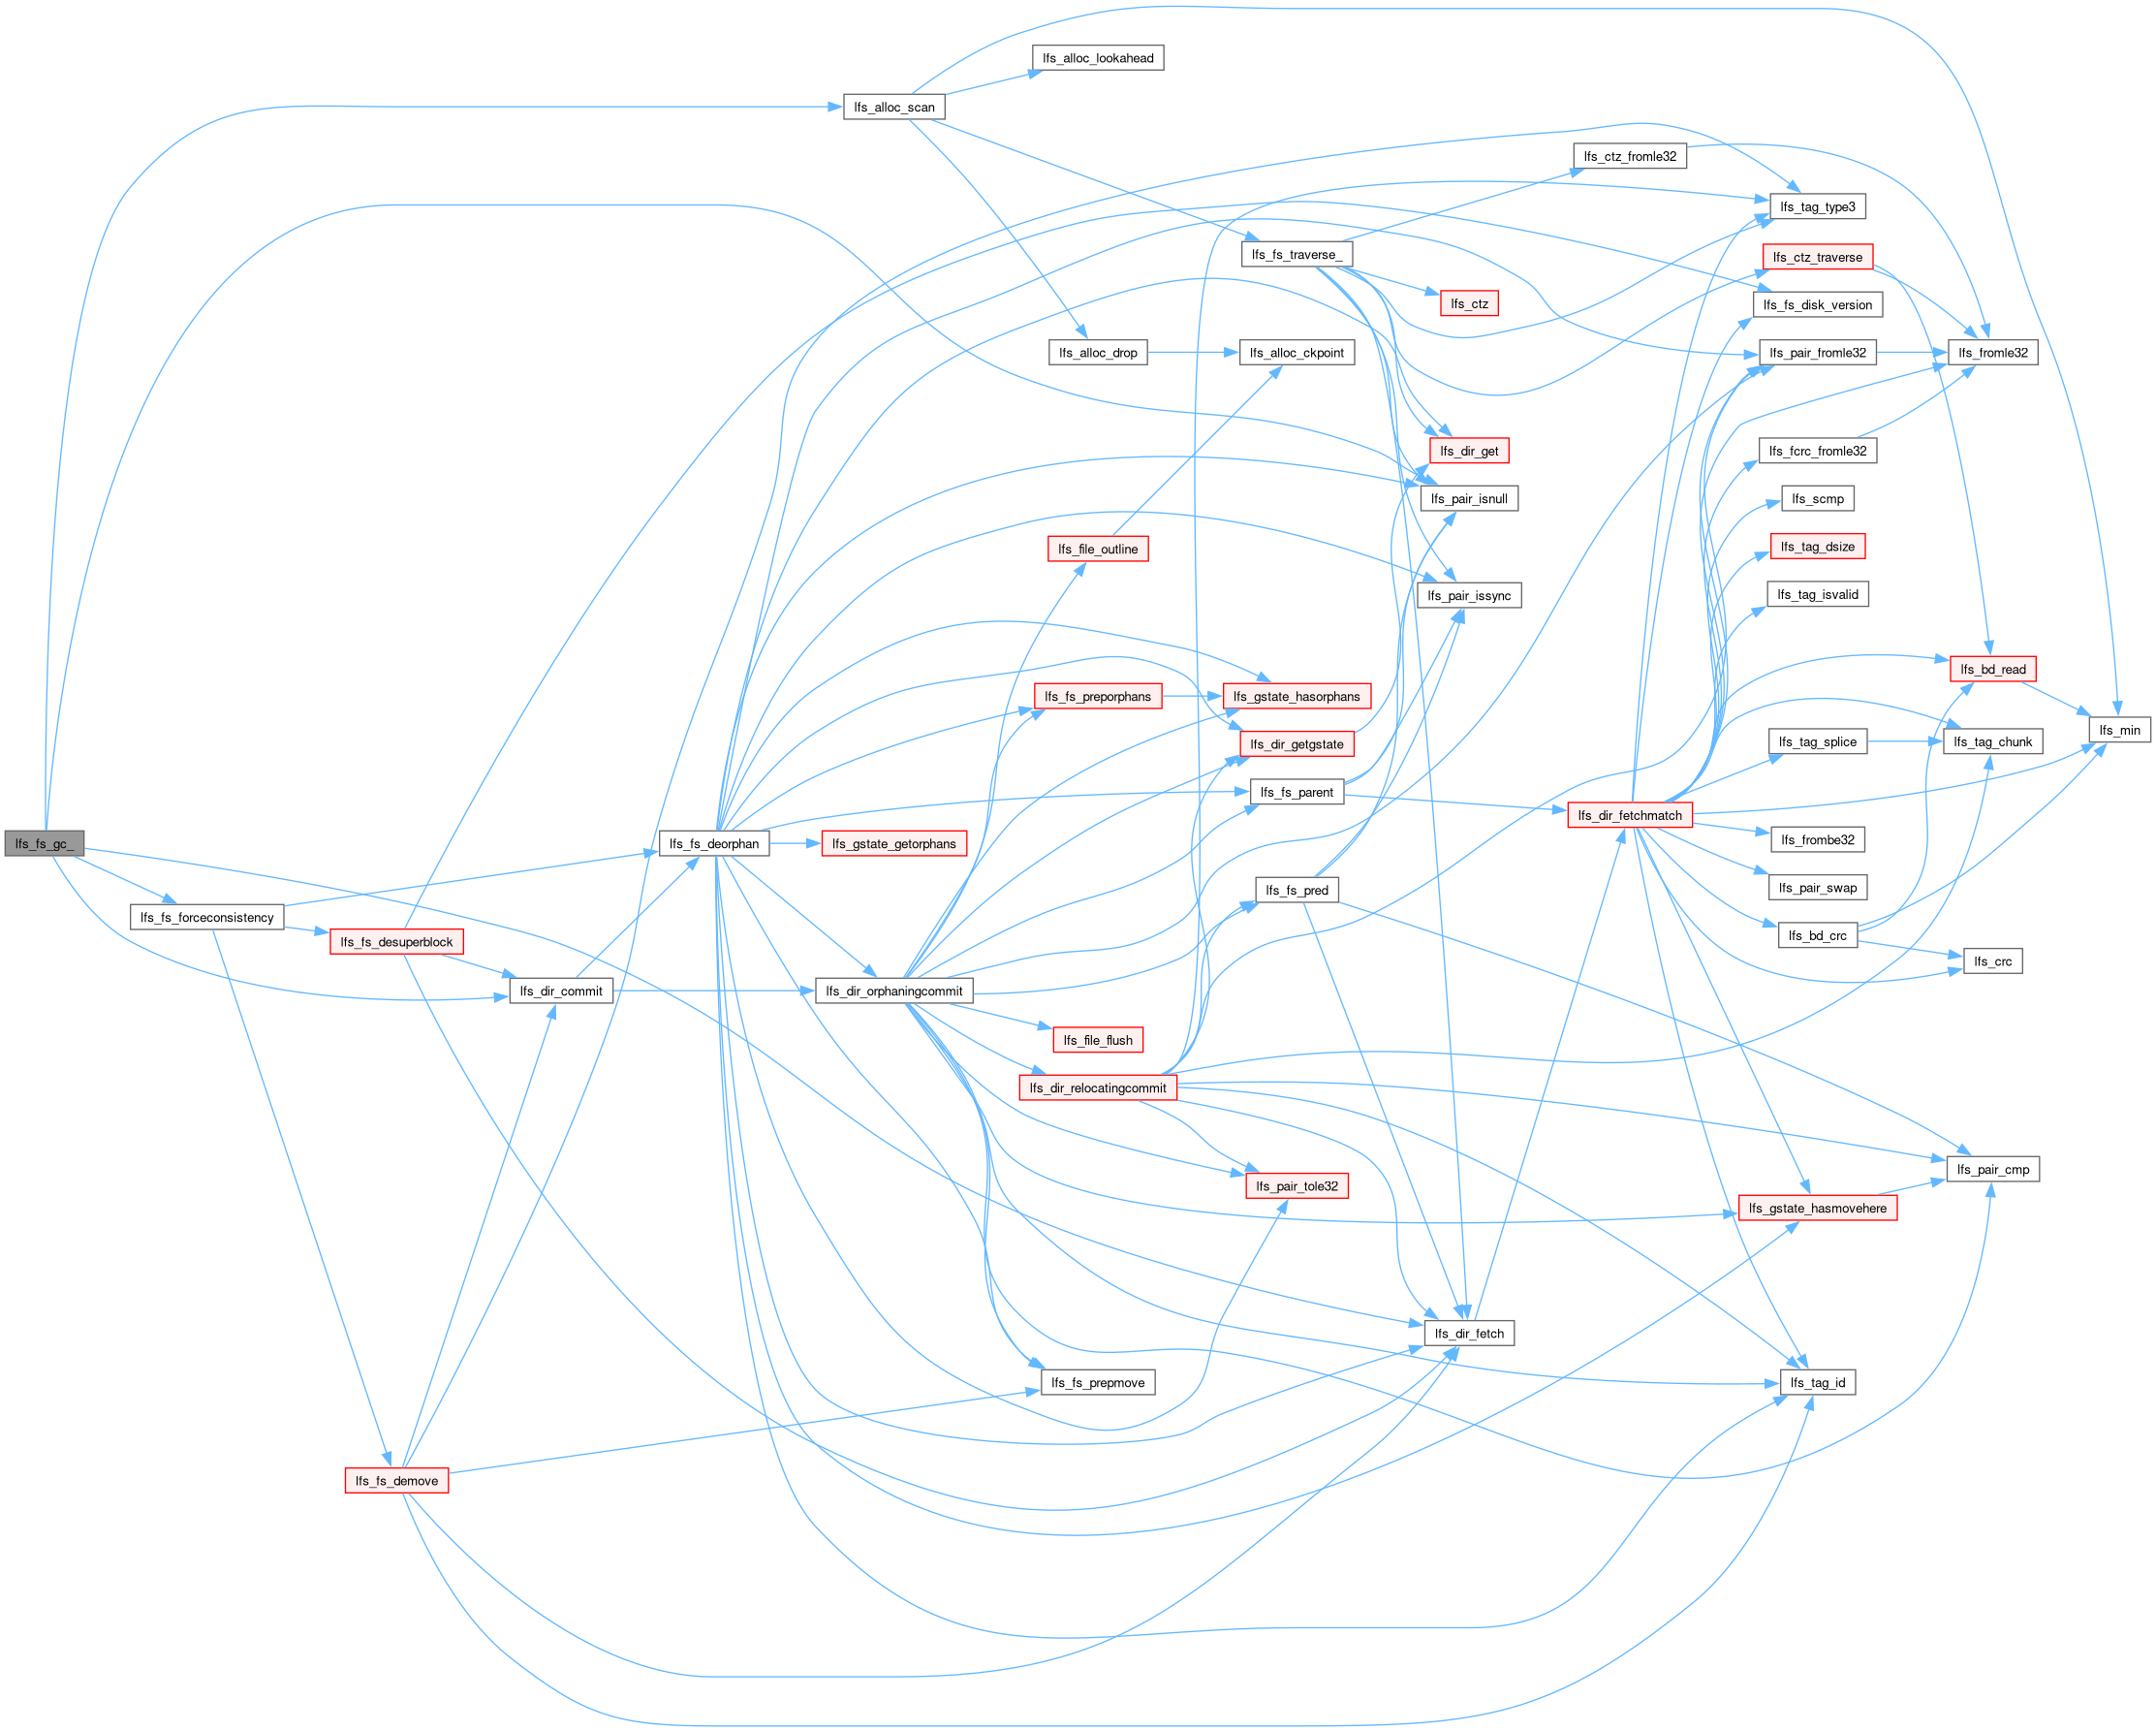 lfs_alloc_lookahead
lfs_alloc_scan
lfs_ctz_fromle32
lfs_tag_type3
lfs_fs_traverse_
lfs_ctz_traverse
lfs_ctz
lfs_fs_disk_version
lfs_alloc_drop
lfs_alloc_ckpoint
lfs_pair_fromle32
lfs_fromle32
lfs_dir_get
lfs_fcrc_fromle32
lfs_pair_isnull
lfs_scmp
lfs_file_outline
lfs_tag_dsize
lfs_pair_issync
lfs_tag_isvalid
lfs_bd_read
lfs_fs_preporphans
lfs_gstate_hasorphans
lfs_min
lfs_dir_getgstate
lfs_tag_splice
lfs_tag_chunk
lfs_fs_parent
lfs_dir_fetchmatch
lfs_fs_gc_
lfs_fs_deorphan
lfs_gstate_getorphans
lfs_frombe32
lfs_fs_pred
lfs_pair_swap
lfs_fs_forceconsistency
lfs_fs_desuperblock
lfs_bd_crc
lfs_crc
lfs_dir_commit
lfs_dir_orphaningcommit
lfs_file_flush
lfs_dir_relocatingcommit
lfs_pair_cmp
lfs_pair_tole32
lfs_gstate_hasmovehere
lfs_dir_fetch
lfs_fs_prepmove
lfs_tag_id
lfs_fs_demove